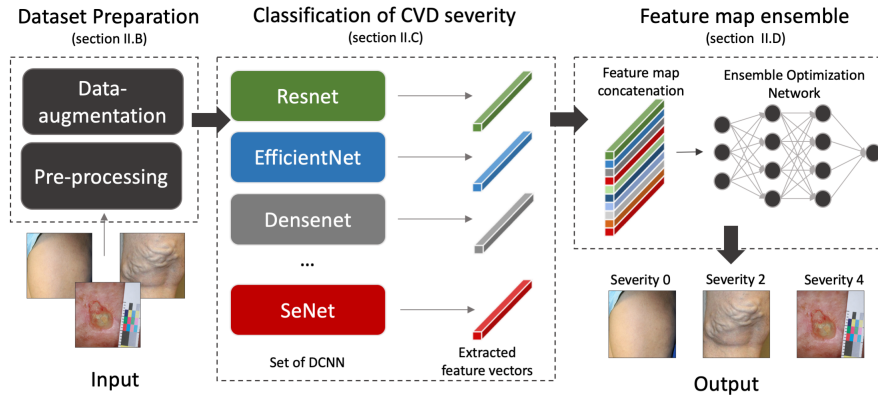 Dataset Preparation
(section II.B)
Data-
augmentation
Pre-processing
Input
Classification of CVD severity
(section II.C)
Resnet
EfficientNet
Densenet
...
SeNet
Set of DCNN
Extracted
feature vectors
Feature map ensemble
(section II.D)
Feature map
concatenation
Ensemble Optimization
Network
Severity 0
Severity 2
Severity 4
Output